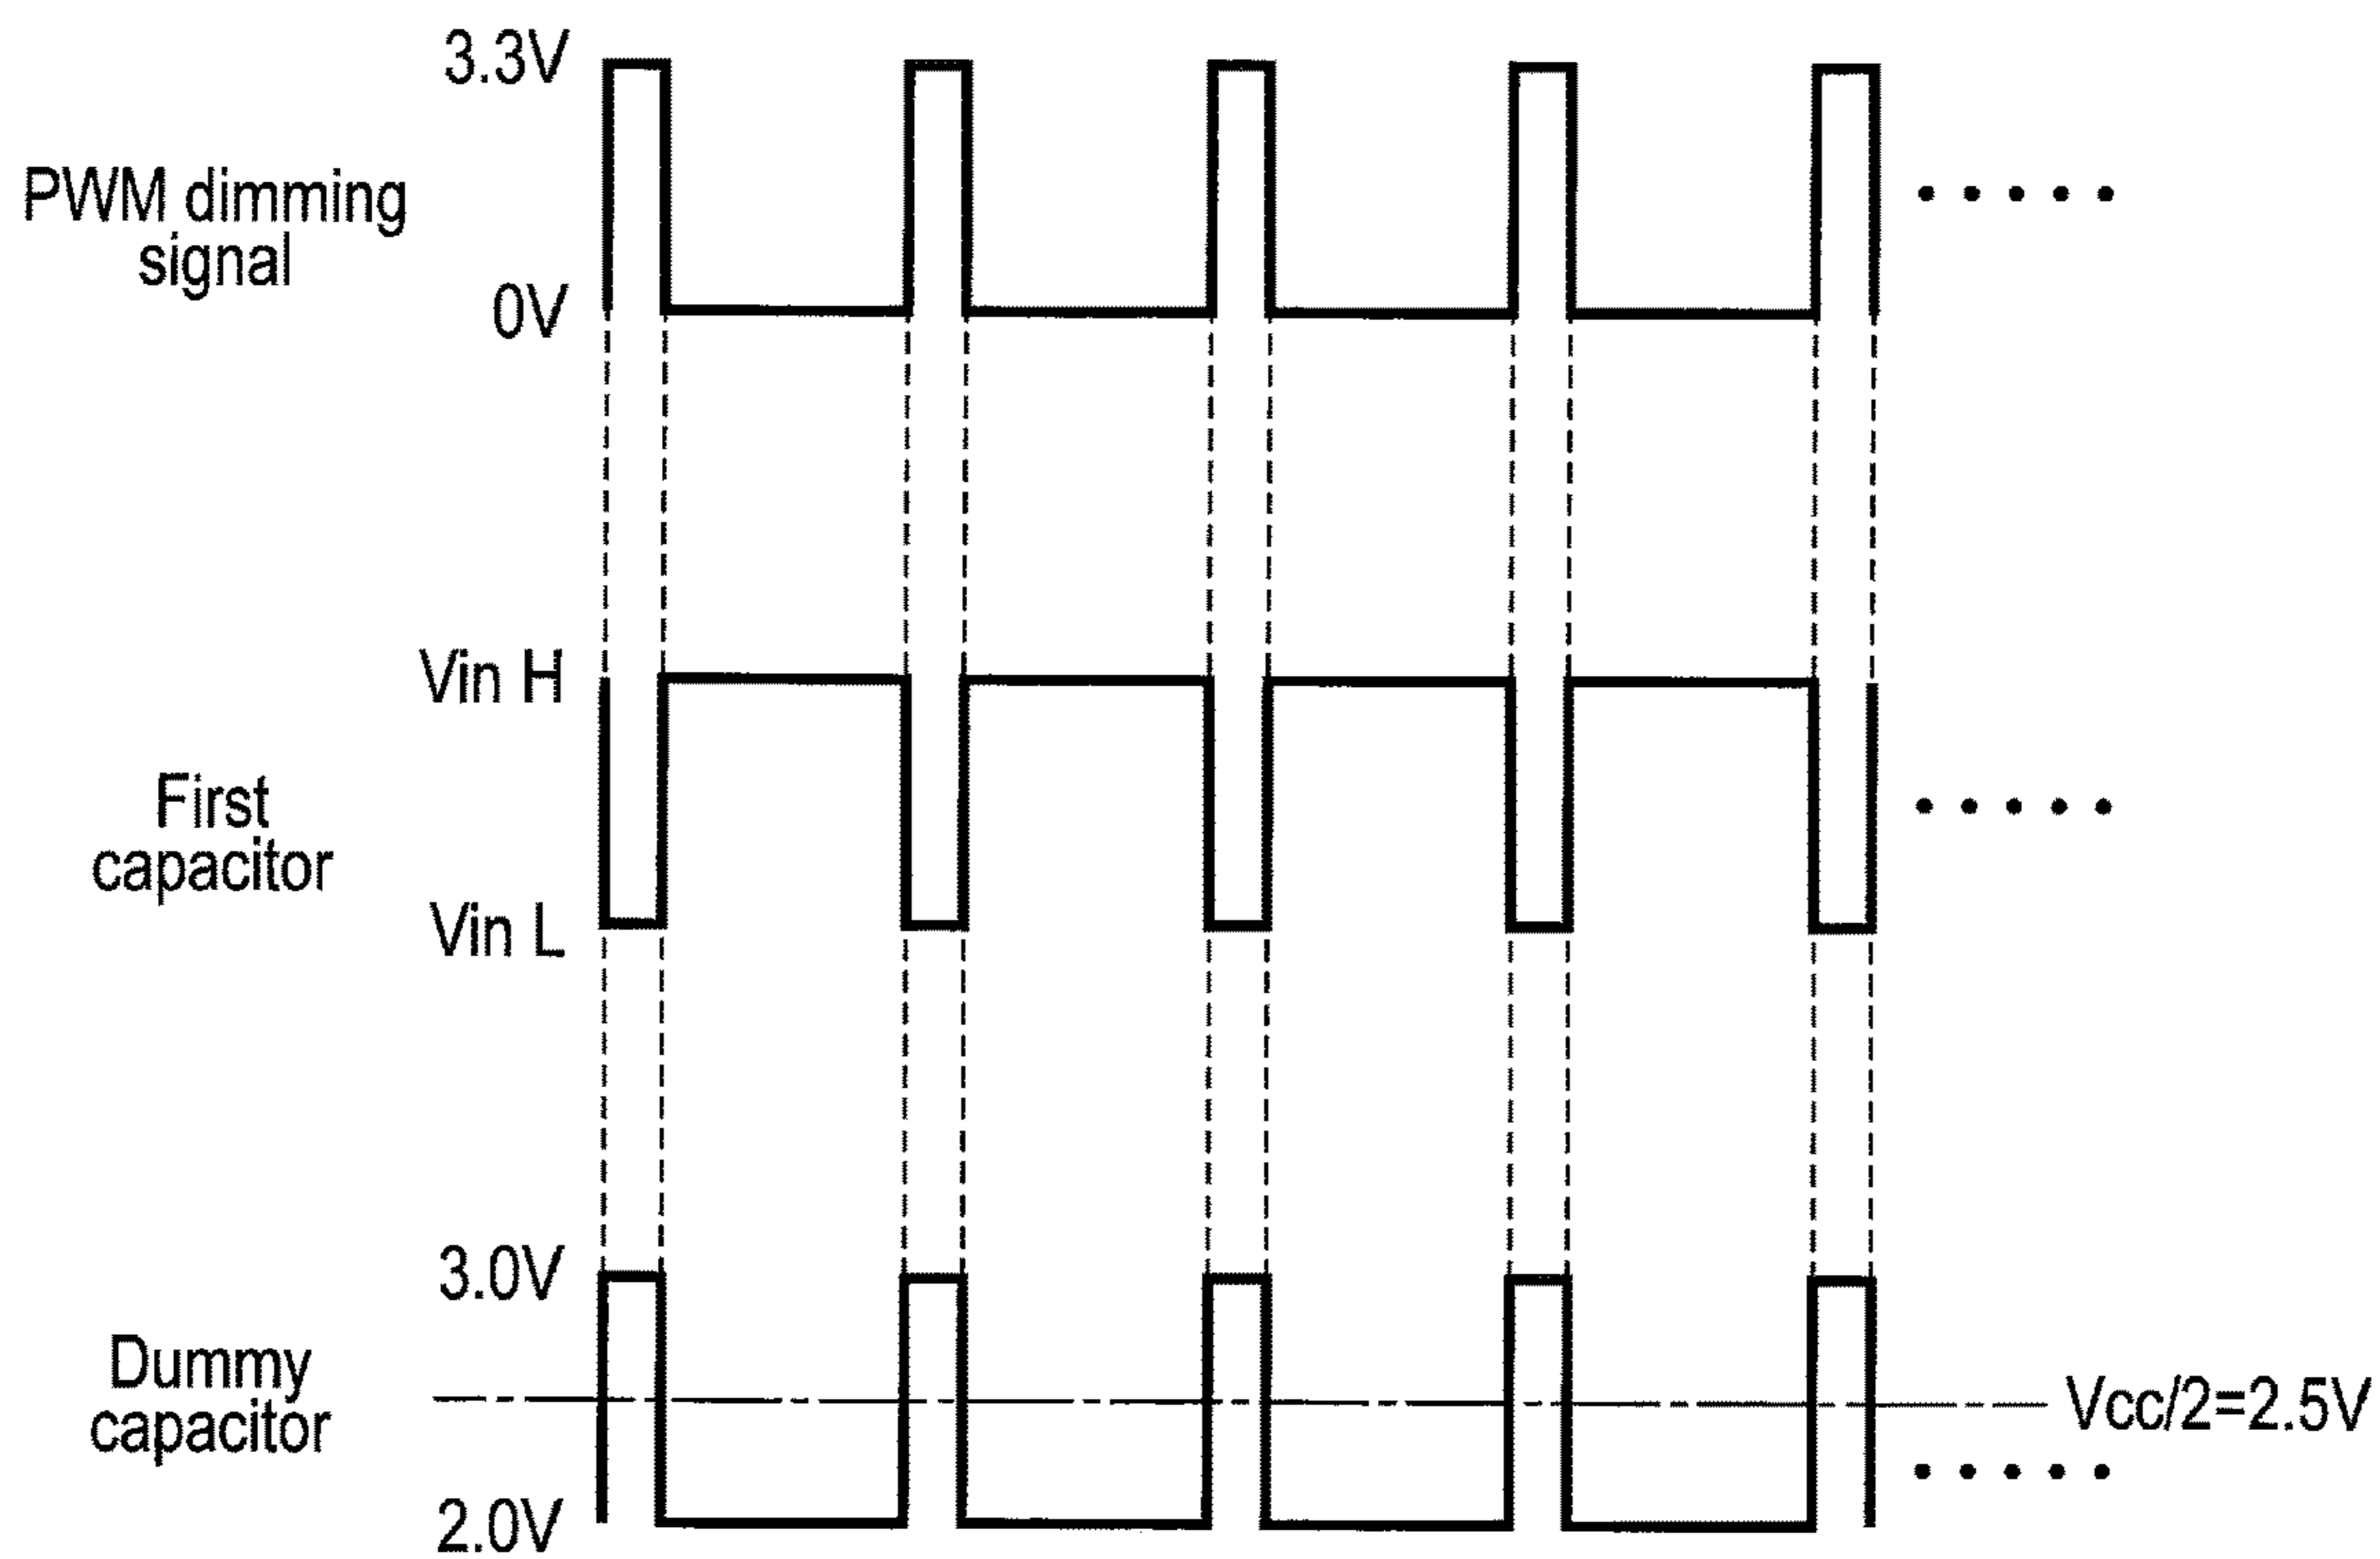 3.3V
PWM dimming
signal
0V
Vin H
First
capacitor
Vin L
3.0V
Dummy
capacitor
Vcc/2=2.5V
2.0V